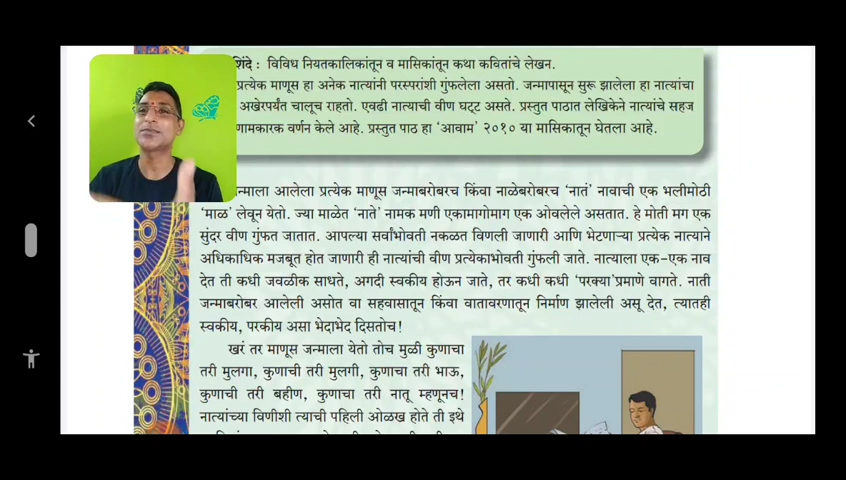 शिंदे : विविध नियतकालिकांतून व मासिकांतून कथा कवितांचे लेखन.
प्रत्येक माणूस हा अनेक नात्यांनी परस्परांशी गुंफलेला असतो. जन्मापासून सुरू झालेला हा नात्यांचा
अखेरपर्यंत चालूच राहतो. एवढी नात्याची वीण घट्ट असते. प्रस्तुत पाठात लेखिकेने नात्यांचे सहज
णामकारक वर्णन केले आहे. प्रस्तुत पाठ हा 'आवाम' २०१० या मासिकातून घेतला आहे.
न्माला आलेला प्रत्येक माणूस जन्माबरोबरच किंवा नाळेबरोबरच 'नातं' नावाची एक भलीमोठी
'माळ' लेवून येतो. ज्या माळेत 'नाते' नामक मणी एकामागोमाग एक ओवलेले असतात. हे मोती मग एक
सुंदर वीण गुंफत जातात. आपल्या सर्वांभोवती नकळत विणली जाणारी आणि भेटणाऱ्या प्रत्येक नात्याने
अधिकाधिक मजबूत होत जाणारी ही नात्यांची वीण प्रत्येकाभोवती गुंफली जाते. नात्याला एक-एक नाव
देत ती कधी जवळीक साधते, अगदी स्वकीय होऊन जाते, तर कधी कधी 'परक्या'प्रमाणे वागते. नाती
जन्माबरोबर आलेली असोत वा सहवासातून किंवा वातावरणातून निर्माण झालेली असू देत, त्यातही
स्वकीय, परकीय असा भेदाभेद दिसतोच!
खरं तर माणूस जन्माला येतो तोच मुळी कुणाचा
तरी मुलगा, कुणाची तरी मुलगी, कुणाचा तरी भाऊ,
कुणाची तरी बहीण, कुणाचा तरी नातू म्हणूनच!
नात्यांच्या विणीशी त्याची पहिली ओळख होते ती इथे